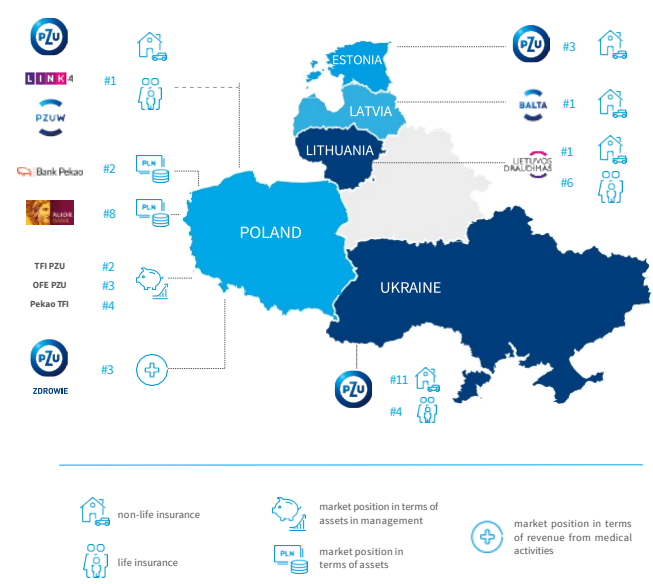 PZU
LINK4
#1
PZUW
Bank Pekao
#2
PLN
ALIOR
BANK
#8
PLN
TFI PZU
#2
OFE PZU
#3
Pekao TFI
#4
PZU
ZDROWIE
#3
ESTONIA
LATVIA
LITHUANIA
POLAND
UKRAINE
PZU
#3
BALTA
#1
LIETUVOS
DRAUDIMAS
#1
#6
PZU
#11
#4
non-life insurance
life insurance
market position in terms of
assets in management
PLN
market position in
terms of assets
market position in terms
of revenue from medical
activities